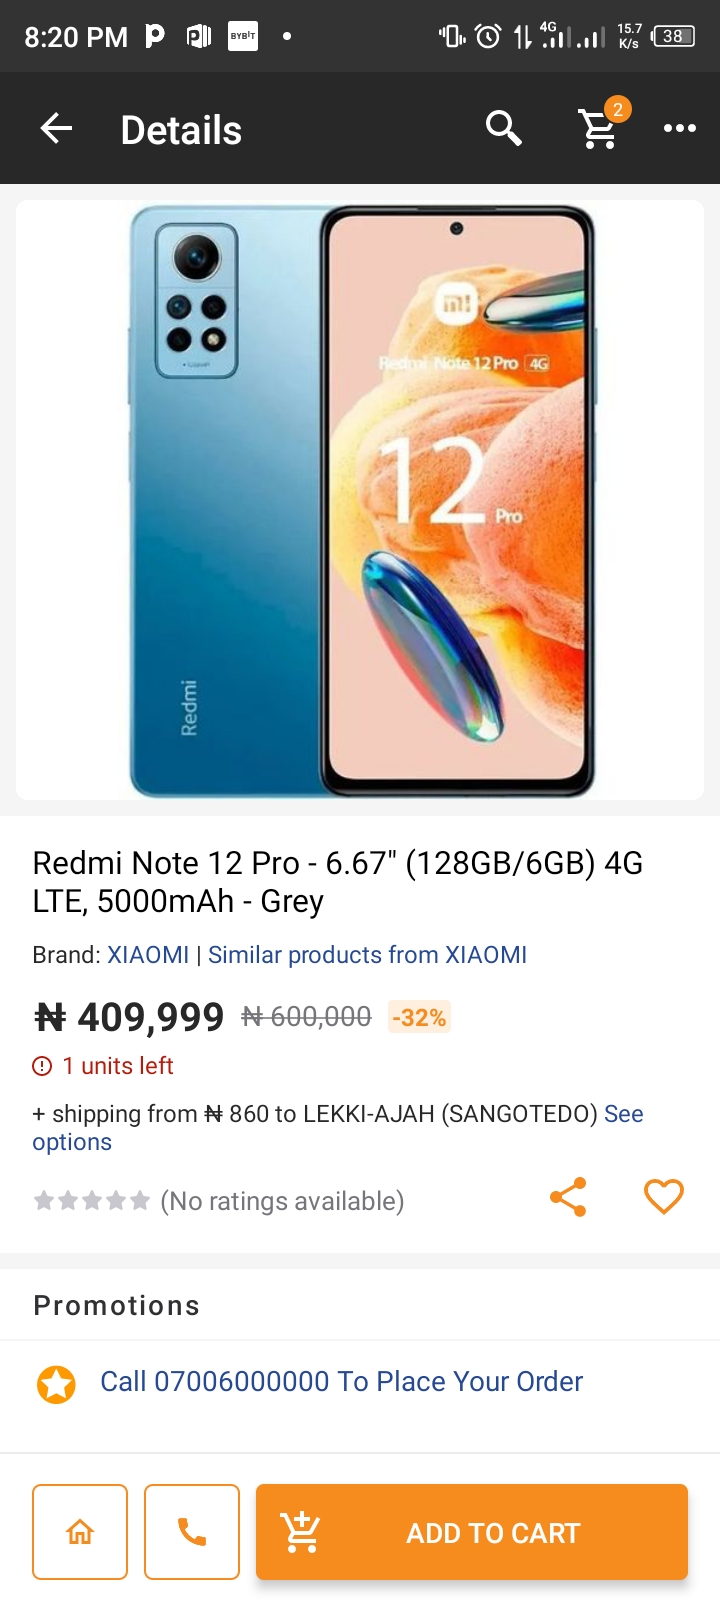 8:20 PM
BYBIT
4G
15.7
K/s
38
Details
2
Redmi Note 12 Pro 4G
12 Pro
Redmi
Redmi Note 12 Pro - 6.67" (128GB/6GB) 4G
LTE, 5000mAh - Grey
Brand: XIAOMI | Similar products from XIAOMI
₦ 409,999 ₦ 600,000 -32%
1 units left
+ shipping from ₦ 860 to LEKKI-AJAH (SANGOTEDO) See
options
(No ratings available)
Promotions
Call 07006000000 To Place Your Order
ADD TO CART